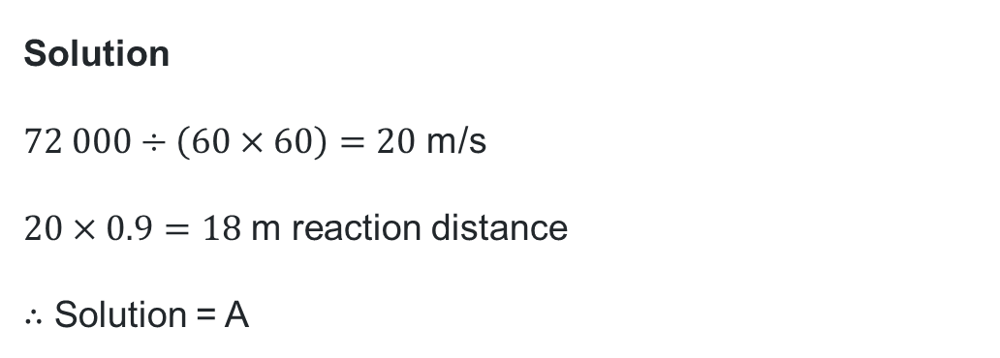 Solution
72 000 ÷ (60 × 60) = 20 m/s
20 × 0.9 = 18 m reaction distance
∴ Solution = A